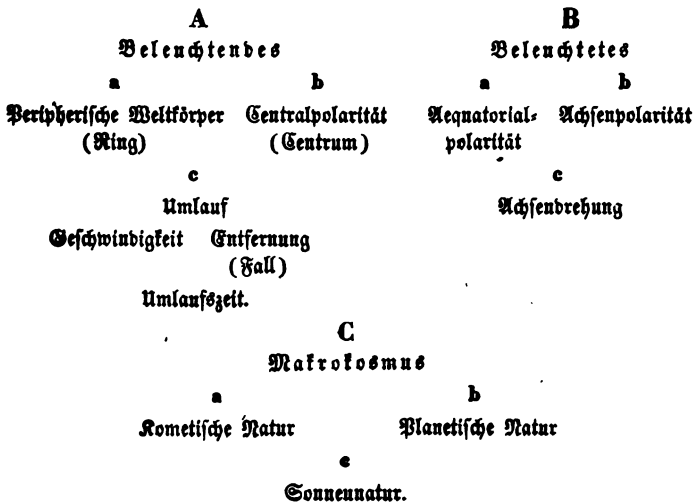 A B
Beleuchtendes Beleuchtetes
a b a b
Peripherische Weltkörper Centralpolarität Aequatorial- Achsenpolarität
(Ring) (Centrum) polarität
c c
Umlauf Achsendrehung
Geschwindigkeit Entfernung
(Fall)
Umlaufszeit.
C
Makrokosmus
a b
Kometische Natur Planetische Natur
c
Sonnennatur.